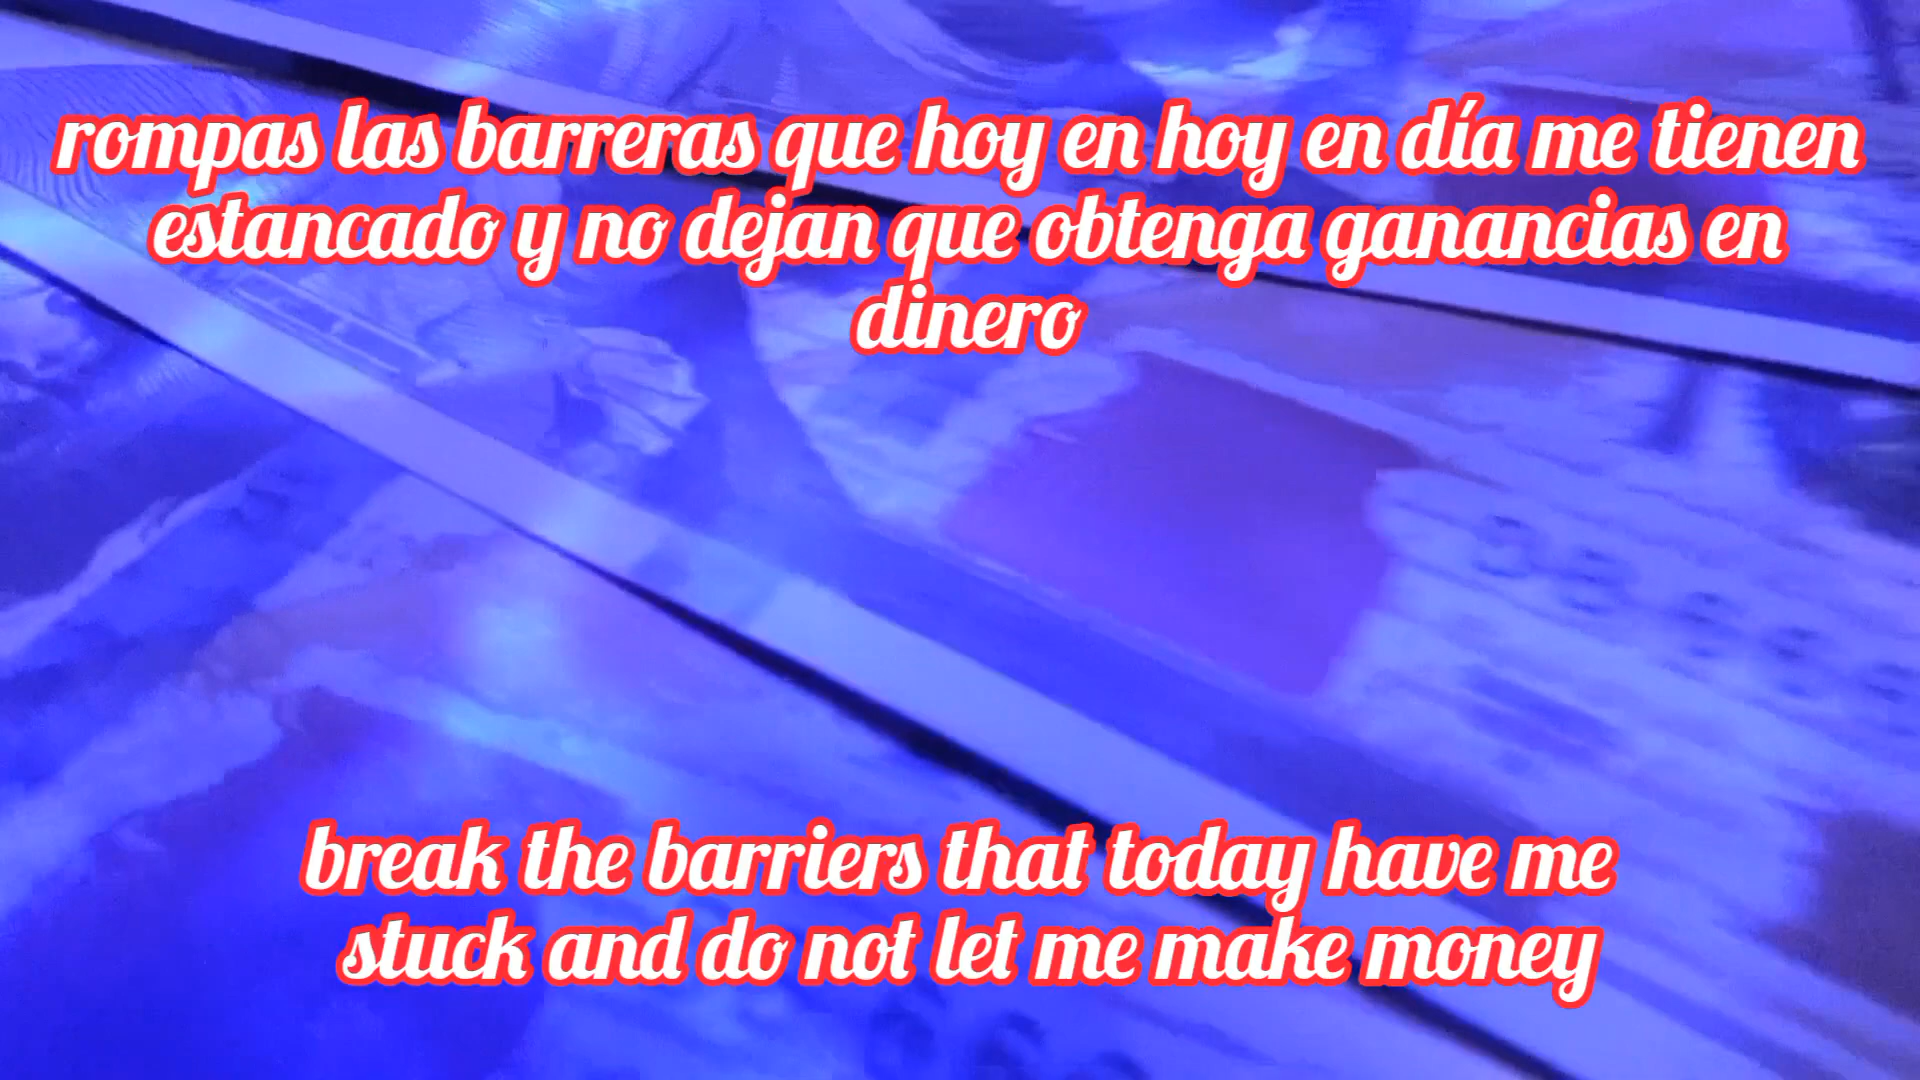 rompas las barreras que hoy en hoy en día me tienen
estancado y no dejan que obtenga ganancias en
dinero
break the barriers that today have me
stuck and do not let me make money